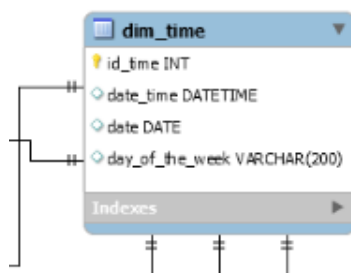 dim_time
id_time INT
date_time DATETIME
date DATE
day_of_the_week VARCHAR(200)
Indexes